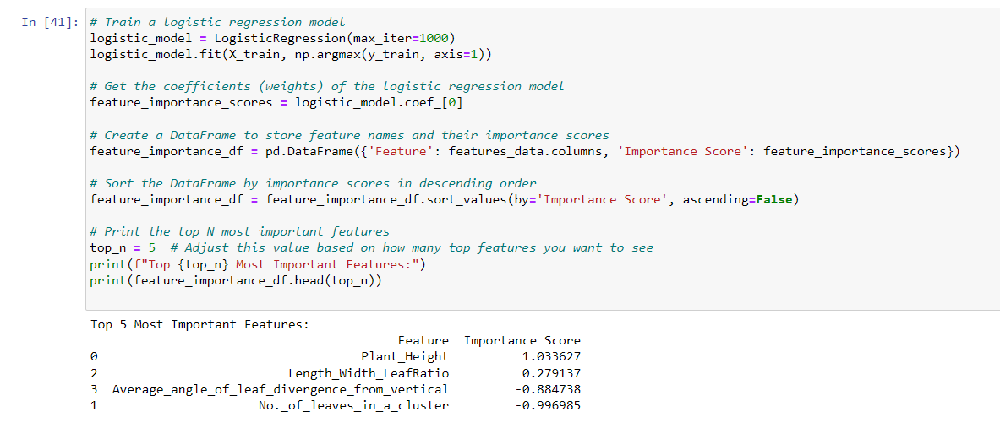 In [41]: # Train a logistic regression model
logistic_model = LogisticRegression(max_iter=1000)
logistic_model.fit(X_train, np.argmax(y_train, axis=1))
# Get the coefficients (weights) of the logistic regression model
feature_importance_scores = logistic_model.coef_[0]
# Create a DataFrame to store feature names and their importance scores
feature_importance_df = pd.DataFrame({'Feature': features_data.columns, 'Importance Score': feature_importance_scores})
# Sort the DataFrame by importance scores in descending order
feature_importance_df = feature_importance_df.sort_values(by='Importance Score', ascending=False)
# Print the top N most important features
top_n = 5  # Adjust this value based on how many top features you want to see
print(f"Top {top_n} Most Important Features:")
print(feature_importance_df.head(top_n))
Top 5 Most Important Features:
Feature  Importance Score
0 Plant_Height 1.033627
2 Length_Width_LeafRatio 0.279137
3 Average_angle_of_leaf_divergence_from_vertical -0.884738
1 No._of_leaves_in_a_cluster -0.996985